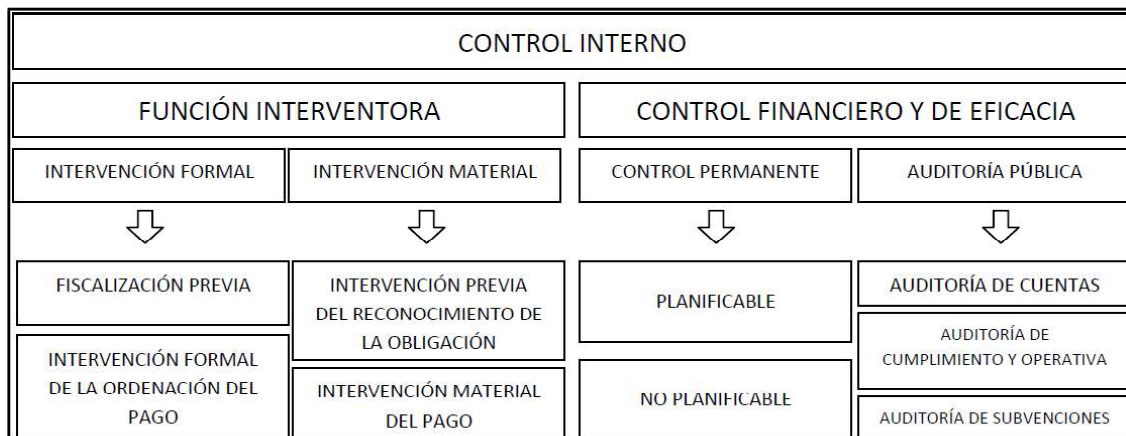 CONTROL INTERNO
FUNCIÓN INTERVENTORA
CONTROL FINANCIERO Y DE EFICACIA
INTERVENCIÓN FORMAL
INTERVENCIÓN MATERIAL
CONTROL PERMANENTE
AUDITORÍA PÚBLICA
FISCALIZACIÓN PREVIA
INTERVENCIÓN FORMAL
DE LA ORDENACIÓN DEL
PAGO
INTERVENCIÓN PREVIA
DEL RECONOCIMIENTO DE
LA OBLIGACIÓN
INTERVENCIÓN MATERIAL
DEL PAGO
PLANIFICABLE
NO PLANIFICABLE
AUDITORÍA DE CUENTAS
AUDITORÍA DE
CUMPLIMIENTO Y OPERATIVA
AUDITORÍA DE SUBVENCIONES